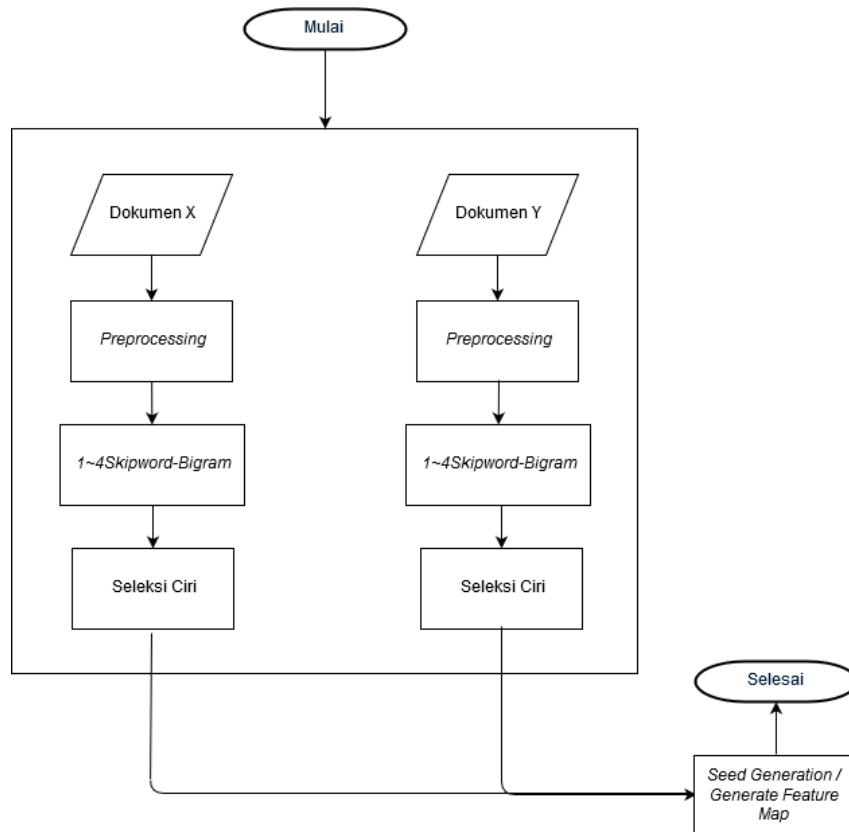 Mulai
Dokumen X
Dokumen Y
Preprocessing
Preprocessing
1~4Skipword-Bigram
1~4Skipword-Bigram
Seleksi Ciri
Seleksi Ciri
Selesai
Seed Generation /
Generate Feature
Map